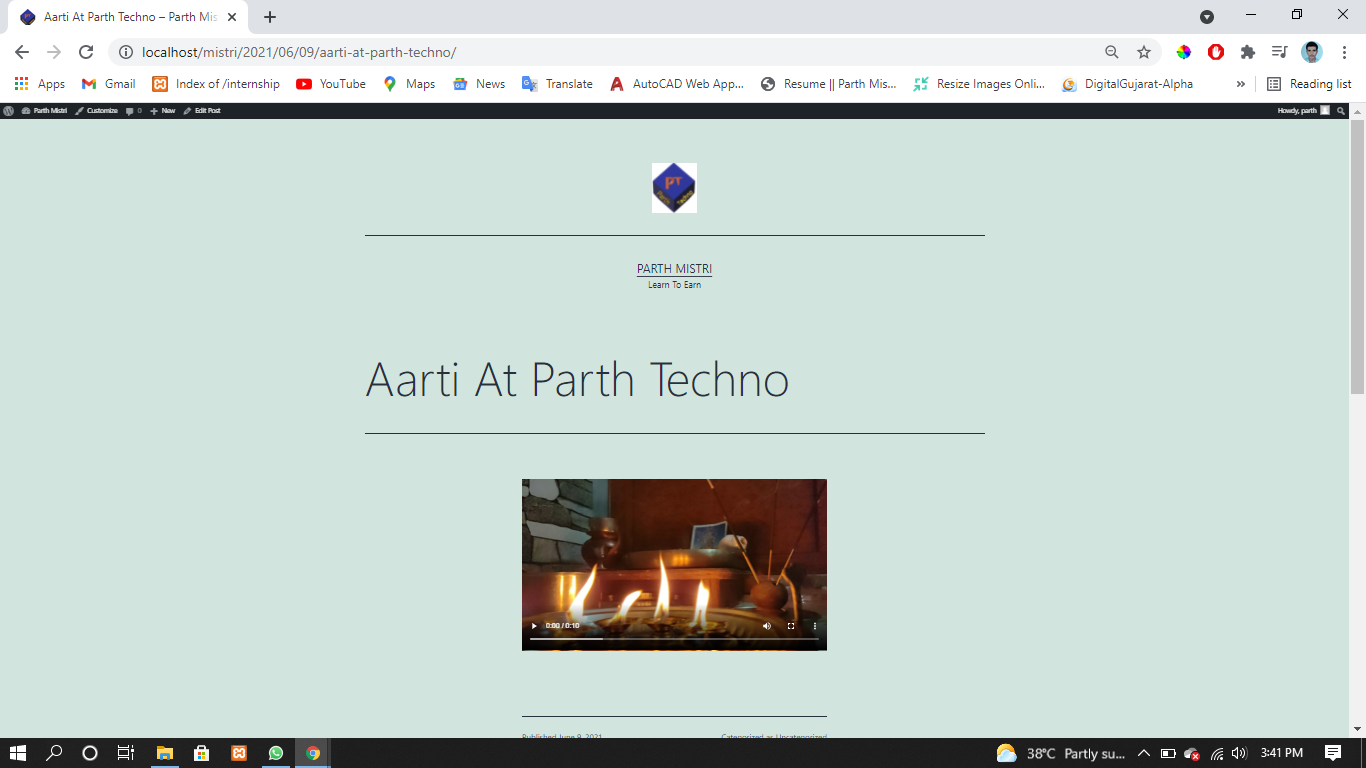 Aarti At Parth Techno – Parth Mis
localhost/mistri/2021/06/09/aarti-at-parth-techno/
Apps Gmail Index of /internship YouTube Maps News Translate AutoCAD Web App... Resume || Parth Mis... Resize Images Onli... DigitalGujarat-Alpha » Reading list
Parth Mistri Customize 0 New Edit Post Howdy, parth
PT
PARTH MISTRI
Learn To Earn
Aarti At Parth Techno
0:00 / 0:10
Published June 9, 2021 Categorized as Uncategorized
38°C Partly su... 3:41 PM